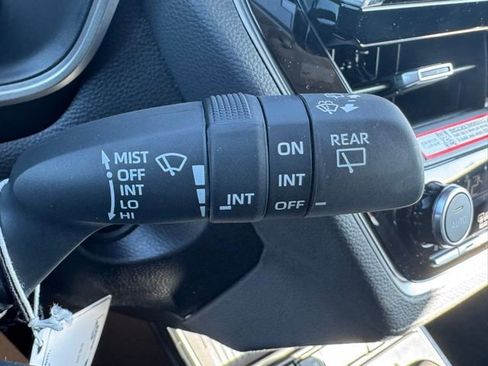 MIST
OFF
INT
LO
HI
INT
ON
INT
OFF
REAR